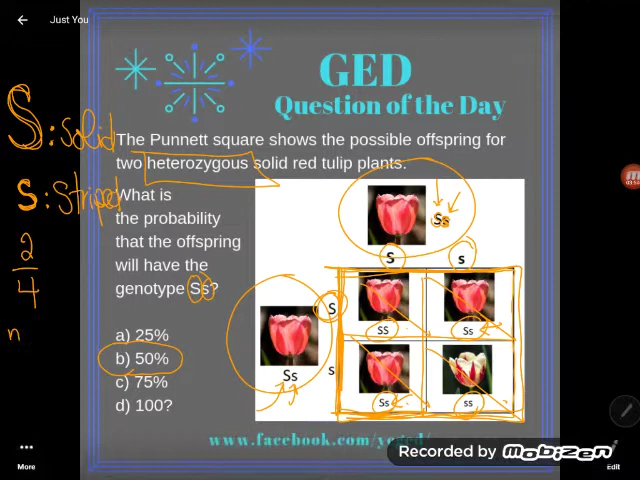 Just You
GED
Question of the Day
S: Solid
s: Striped
2
4
n
The Punnett square shows the possible offspring for
two heterozygous solid red tulip plants.
What is
the probability
that the offspring
will have the
genotype Ss?
a) 25%
b) 50%
c) 75%
d) 100?
Ss
S s
S
SS Ss
Ss
s
Ss ss
www.facebook.com/yoged/
More
Recorded by
MOBIZEN